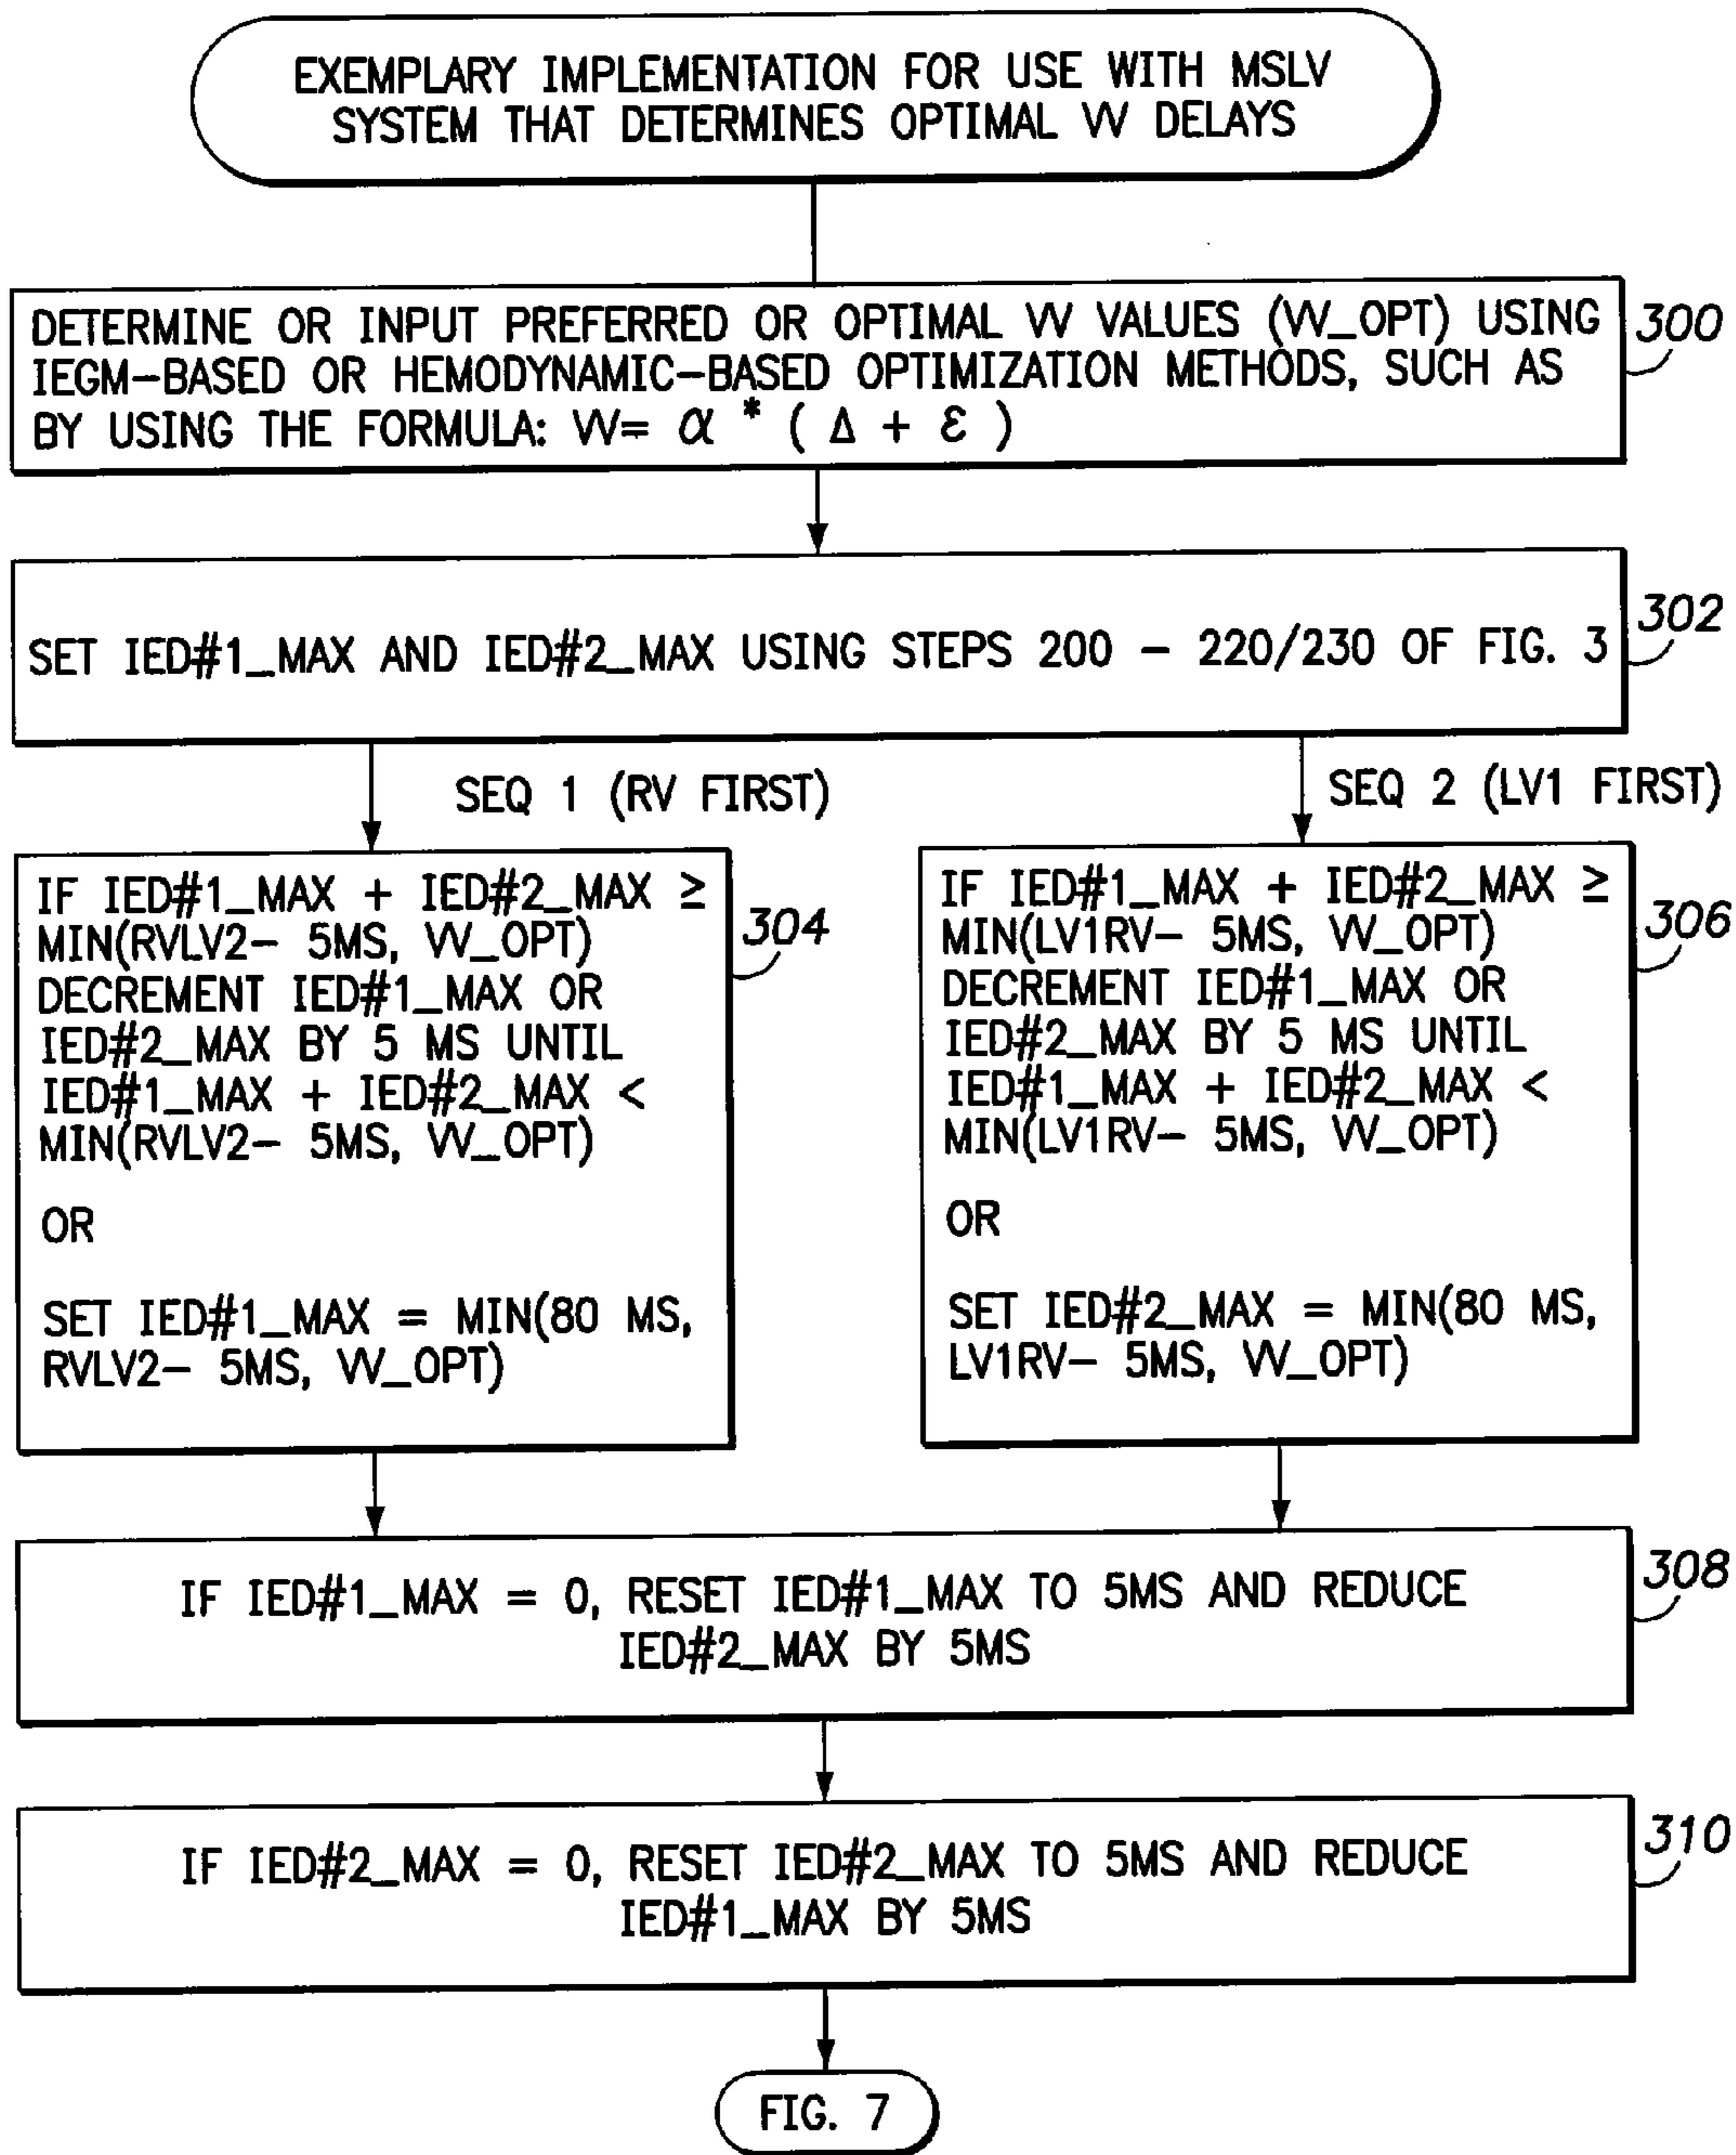 EXEMPLARY IMPLEMENTATION FOR USE WITH MSLV
SYSTEM THAT DETERMINES OPTIMAL VV DELAYS
DETERMINE OR INPUT PREFERRED OR OPTIMAL VV VALUES (VV_OPT) USING
IEGM-BASED OR HEMODYNAMIC-BASED OPTIMIZATION METHODS, SUCH AS
BY USING THE FORMULA: VV= α * ( Δ + ε )
300
SET IED#1_MAX AND IED#2_MAX USING STEPS 200 - 220/230 OF FIG. 3
302
SEQ 1 (RV FIRST)
SEQ 2 (LV1 FIRST)
IF IED#1_MAX + IED#2_MAX ≥
MIN(RVLV2- 5MS, VV_OPT)
DECREMENT IED#1_MAX OR
IED#2_MAX BY 5 MS UNTIL
IED#1_MAX + IED#2_MAX <
MIN(RVLV2- 5MS, VV_OPT)
OR
SET IED#1_MAX = MIN(80 MS,
RVLV2- 5MS, VV_OPT)
304
IF IED#1_MAX + IED#2_MAX ≥
MIN(LV1RV- 5MS, VV_OPT)
DECREMENT IED#1_MAX OR
IED#2_MAX BY 5 MS UNTIL
IED#1_MAX + IED#2_MAX <
MIN(LV1RV- 5MS, VV_OPT)
OR
SET IED#2_MAX = MIN(80 MS,
LV1RV- 5MS, VV_OPT)
306
IF IED#1_MAX = 0, RESET IED#1_MAX TO 5MS AND REDUCE
IED#2_MAX BY 5MS
308
IF IED#2_MAX = 0, RESET IED#2_MAX TO 5MS AND REDUCE
IED#1_MAX BY 5MS
310
FIG. 7